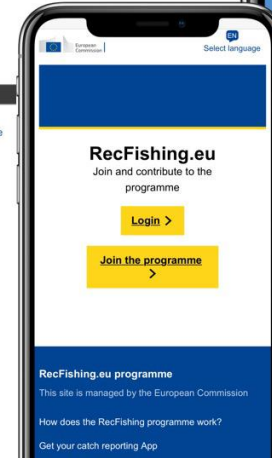 European
Commission
EN
Select language
RecFishing.eu
Join and contribute to the
programme
Login >
Join the programme
>
RecFishing.eu programme
This site is managed by the European Commission
How does the RecFishing programme work?
Get your catch reporting App